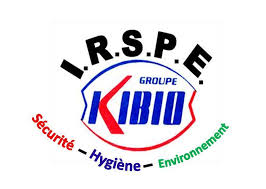 I.R.S.P.E.
GROUPE
KIBIO
Sécurité – Hygiène – Environnement